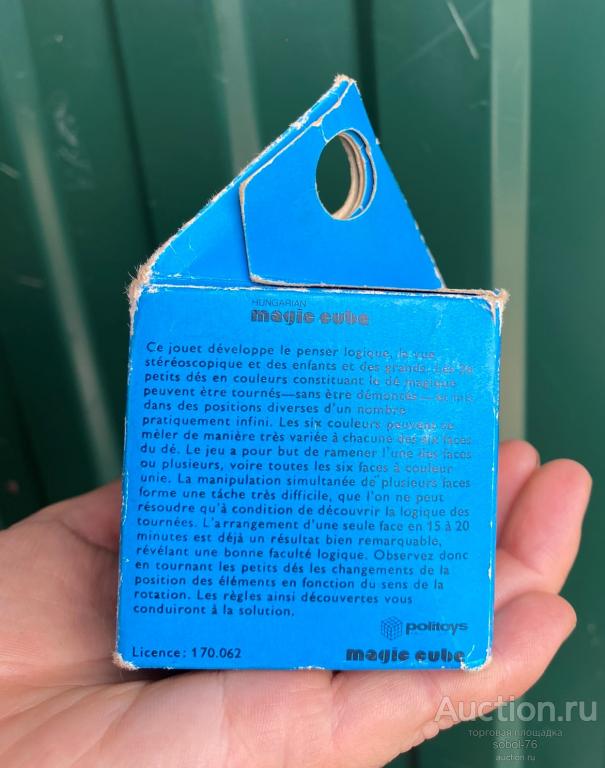 HUNGARIAN
magic cube
Ce jouet développe le penser logique, la vue
stéréoscopique et des enfants et des grands. Les 26
petits dés en couleurs constituant le dé magique
peuvent être tournés—sans être démontés— et mis
dans des positions diverses d'un nombre
pratiquement infini. Les six couleurs peuvent se
mêler de manière très variée à chacune des six faces
du dé. Le jeu a pour but de ramener l'une des faces
ou plusieurs, voire toutes les six faces à couleur
unie. La manipulation simultanée de plusieurs faces
forme une tâche très difficile, que l'on ne peut
résoudre qu'à condition de découvrir la logique des
tournées. L'arrangement d'une seule face en 15 à 20
minutes est déjà un résultat bien remarquable,
révélant une bonne faculté logique. Observez donc
en tournant les petits dés les changements de la
position des éléments en fonction du sens de la
rotation. Les règles ainsi découvertes vous
conduiront à la solution.
politoys
Licence: 170.062
magic cube
Auction.ru
торговая площадка
sobol-76
auction.ru